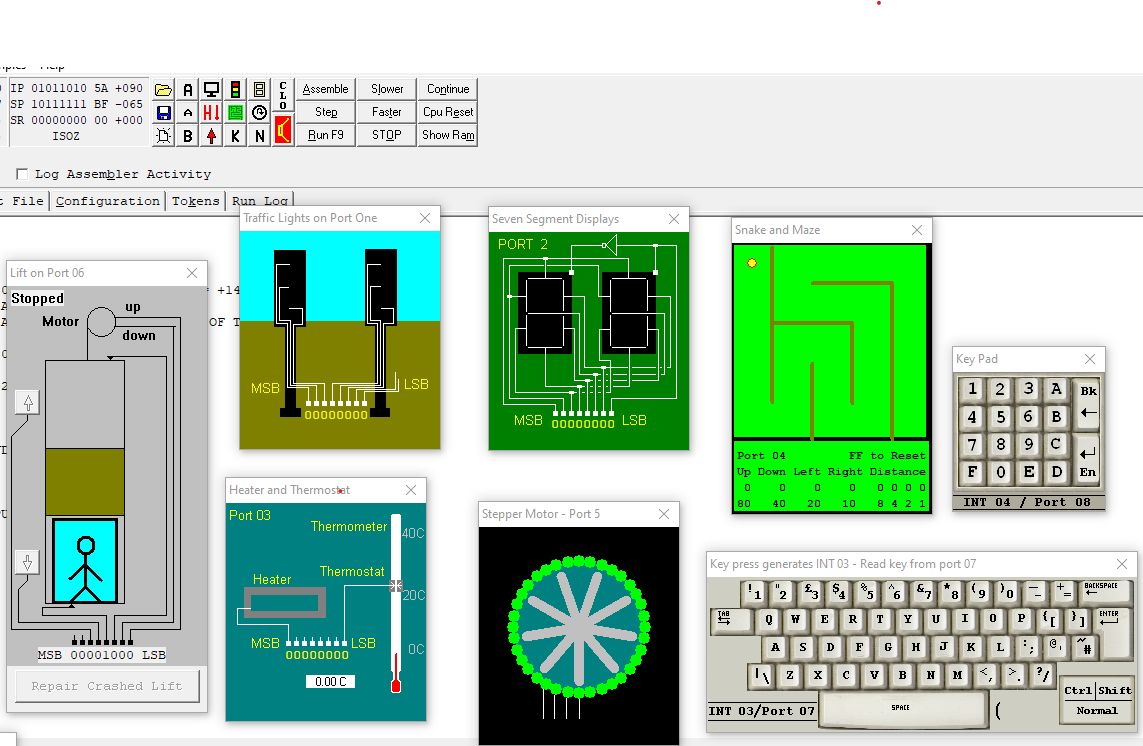 Help
IP 01011010 5A +090
SP 10111111 BF -065
SR 00000000 00 +000
ISOZ
A
A
B
H!
K
N
C
L
O
Assemble Slower Continue
Step Faster Cpu Reset
Run F9 STOP Show Ram
Log Assembler Activity
File Configuration Tokens Run Log
= +14
OF T
Lift on Port 06
Stopped
up
Motor
down
MSB 00001000 LSB
Repair Crashed Lift
Traffic Lights on Port One
MSB LSB
00000000
Seven Segment Displays
PORT 2
MSB 00000000 LSB
Snake and Maze
Port 04 FF to Reset
Up Down Left Right Distance
0 0 0 0 0 0 0 0
80 40 20 10 8 4 2 1
Key Pad
1 2 3 A Bk
4 5 6 B ←
7 8 9 C ↵
F 0 E D En
INT 04 / Port 08
Heater and Thermostat
Port 03
Thermometer
40C
Thermostat
Heater
20C
MSB LSB
0C
00000000
0.00 C
Stepper Motor - Port 5
Key press generates INT 03 - Read key from port 07
!1 "2 £3 $4 %5 ^6 &7 *8 (9 )0 _- += BACKSPACE
TAB Q W E R T Y U I O P {[ }] ENTER
A S D F G H J K L :; @' ~#
|\ Z X C V B N M <, >. ?/
Ctrl Shift
Normal
INT 03/Port 07 SPACE (